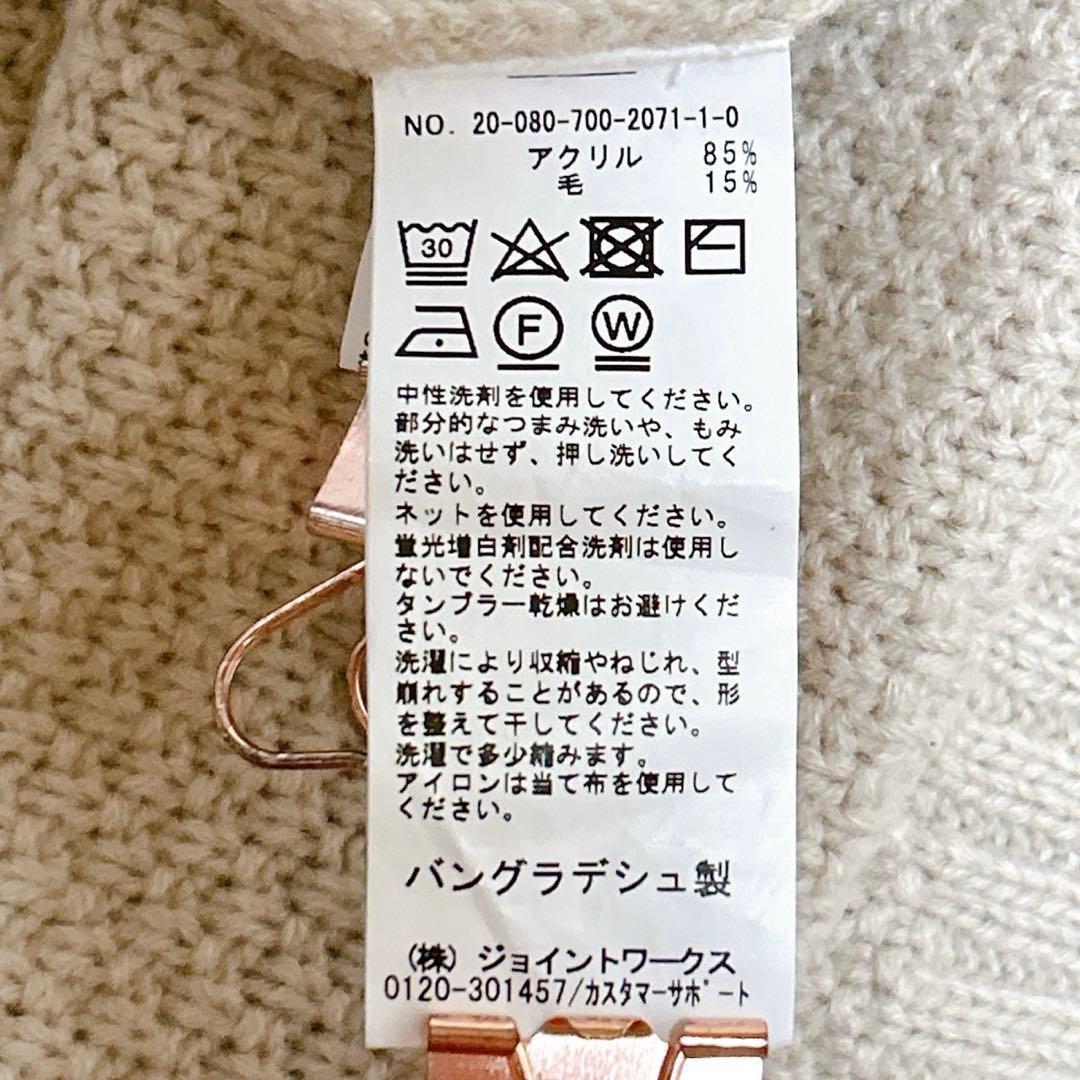 NO. 20-080-700-2071-1-0
アクリル 85%
毛 15%
30
F W
中性洗剤を使用してください。
部分的なつまみ洗いや、もみ
洗いはせず、押し洗いしてく
ださい。
ネットを使用してください。
蛍光増白剤配合洗剤は使用し
ないでください。
タンブラー乾燥はお避けくだ
さい。
洗濯により収縮やねじれ、型
崩れすることがあるので、形
を整えて干してください。
洗濯で多少縮みます。
アイロンは当て布を使用して
ください。
バングラデシュ製
(株) ジョイントワークス
0120-301457/カスタマーサポート